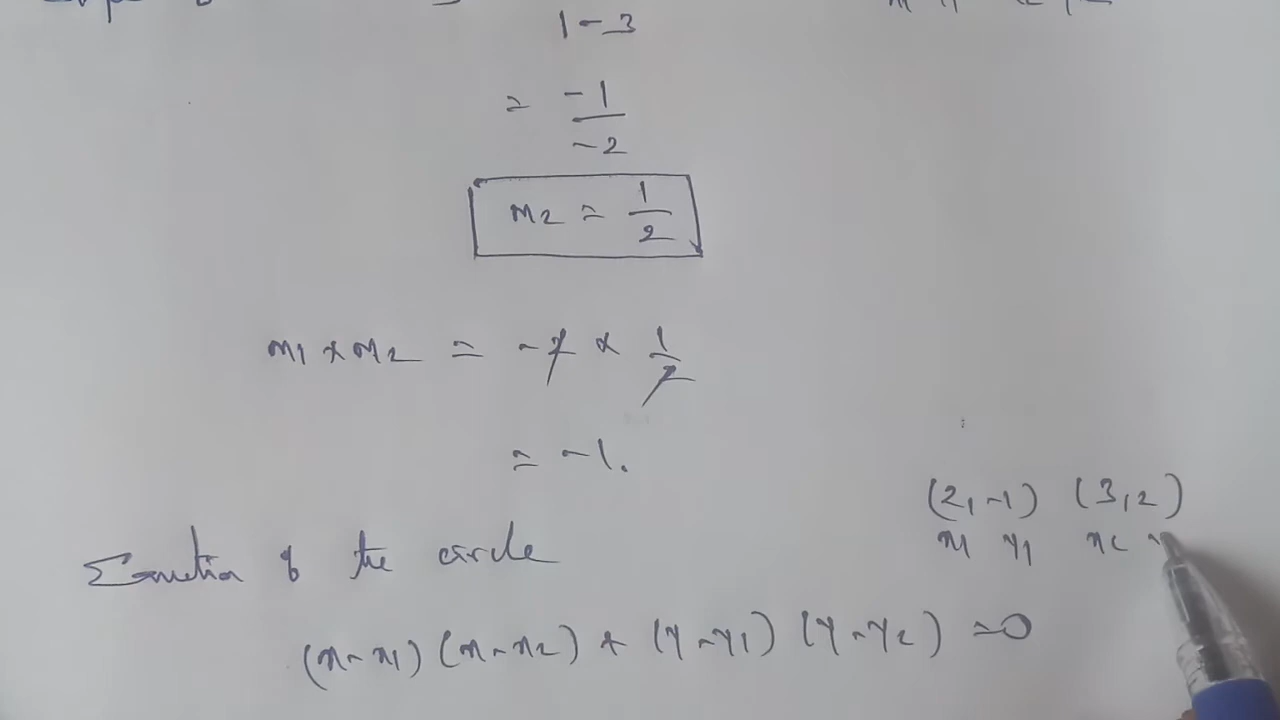 1 - 3
= -1/-2
m2 = 1/2
m1 x m2 = -2 x 1/2
= -1.
(2, -1) (3, 2)
x1 y1 x2
Equation of the circle
(x - x1) (x - x2) + (y - y1) (y - y2) = 0